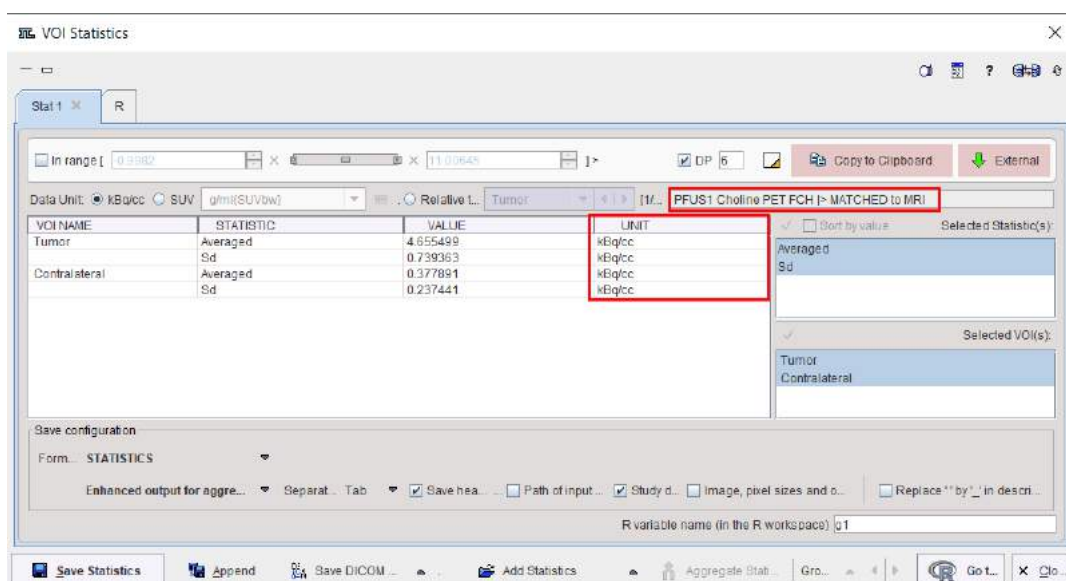 VOI Statistics
?
Stat 1 R
In range [ 0.9982 11.00645 ]> DP 6 Copy to Clipboard External
Data Unit: kBq/cc SUV g/ml{SUVbw} Relative t... Tumor [1/... PFUS1 Choline PET FCH |> MATCHED to MRI
VOI NAME STATISTIC VALUE UNIT Sort by value Selected Statistic(s):
Tumor Averaged 4.655499 kBq/cc Averaged
Sd 0.739363 kBq/cc Sd
Contralateral Averaged 0.377891 kBq/cc
Sd 0.237441 kBq/cc
Selected VOI(s):
Tumor
Contralateral
Save configuration
Form... STATISTICS
Enhanced output for aggre... Separat... Tab Save hea... ... Path of input ... Study d... Image, pixel sizes and o... Replace ' ' by '_' in descri...
R variable name (in the R workspace) g1
Save Statistics Append Save DICOM ... Add Statistics Aggregate Stati... Gro... Go t... Clo...